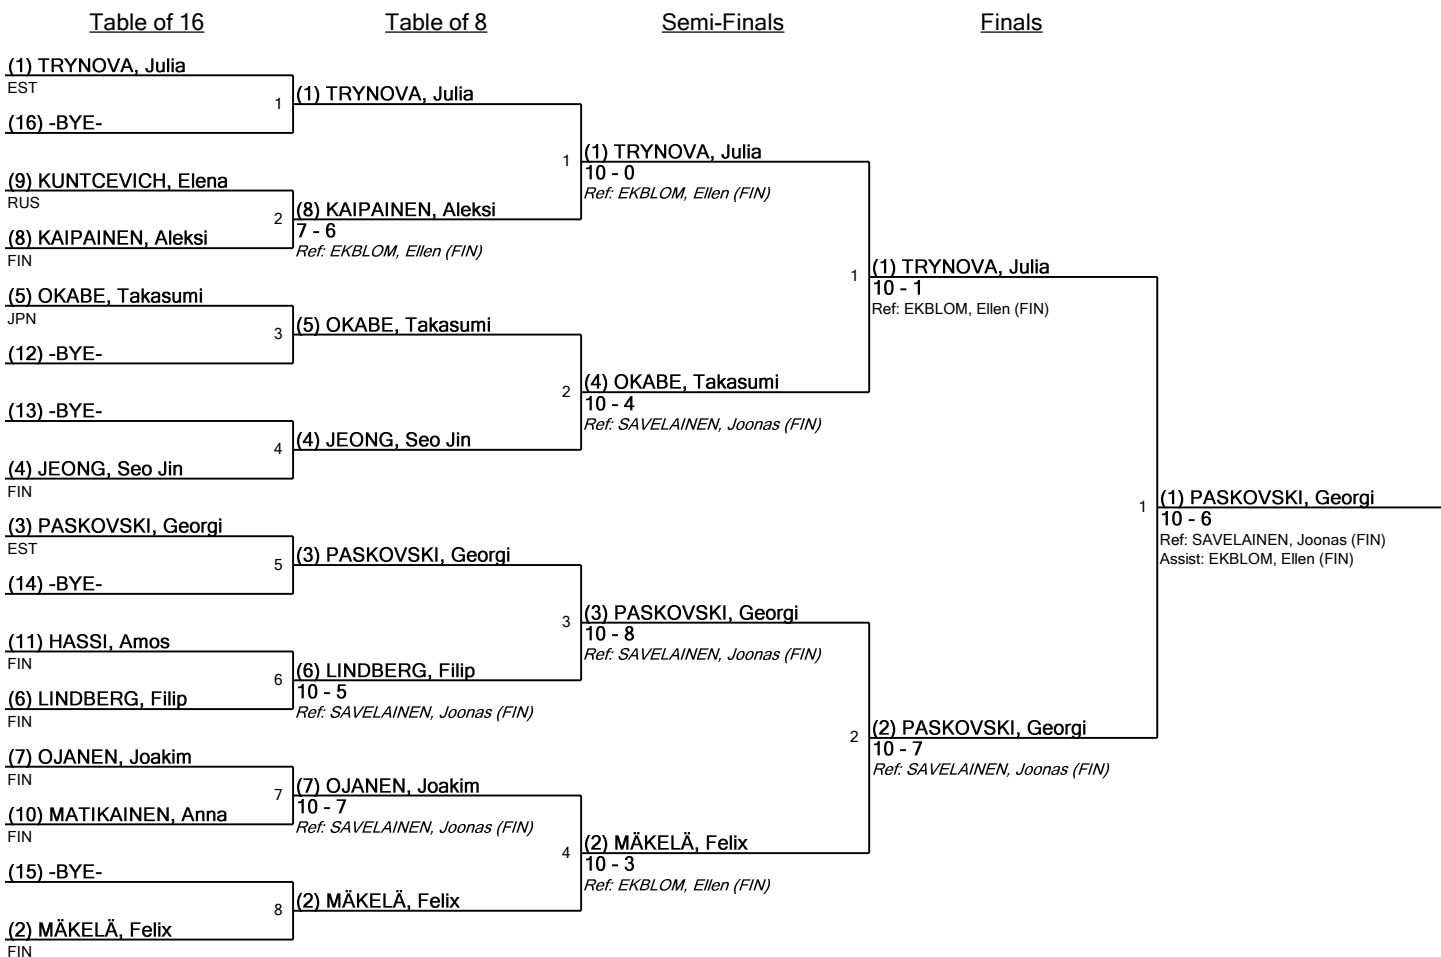 Table of 16
Table of 8
Semi-Finals
Finals
(1) TRYNOVA, Julia
EST
(16) -BYE-
(9) KUNTCEVICH, Elena
RUS
(8) KAIPAINEN, Aleksi
FIN
(5) OKABE, Takasumi
JPN
(12) -BYE-
(13) -BYE-
(4) JEONG, Seo Jin
FIN
(3) PASKOVSKI, Georgi
EST
(14) -BYE-
(11) HASSI, Amos
FIN
(6) LINDBERG, Filip
FIN
(7) OJANEN, Joakim
FIN
(10) MATIKAINEN, Anna
FIN
(15) -BYE-
(2) MÄKELÄ, Felix
FIN
1
(1) TRYNOVA, Julia
2
(8) KAIPAINEN, Aleksi
7 - 6
Ref: EKBLOM, Ellen (FIN)
3
(5) OKABE, Takasumi
4
(4) JEONG, Seo Jin
5
(3) PASKOVSKI, Georgi
6
(6) LINDBERG, Filip
10 - 5
Ref: SAVELAINEN, Joonas (FIN)
7
(7) OJANEN, Joakim
10 - 7
Ref: SAVELAINEN, Joonas (FIN)
8
(2) MÄKELÄ, Felix
1
(1) TRYNOVA, Julia
10 - 0
Ref: EKBLOM, Ellen (FIN)
2
(4) OKABE, Takasumi
10 - 4
Ref: SAVELAINEN, Joonas (FIN)
3
(3) PASKOVSKI, Georgi
10 - 8
Ref: SAVELAINEN, Joonas (FIN)
4
(2) MÄKELÄ, Felix
10 - 3
Ref: EKBLOM, Ellen (FIN)
1
(1) TRYNOVA, Julia
10 - 1
Ref: EKBLOM, Ellen (FIN)
2
(2) PASKOVSKI, Georgi
10 - 7
Ref: SAVELAINEN, Joonas (FIN)
1
(1) PASKOVSKI, Georgi
10 - 6
Ref: SAVELAINEN, Joonas (FIN)
Assist: EKBLOM, Ellen (FIN)